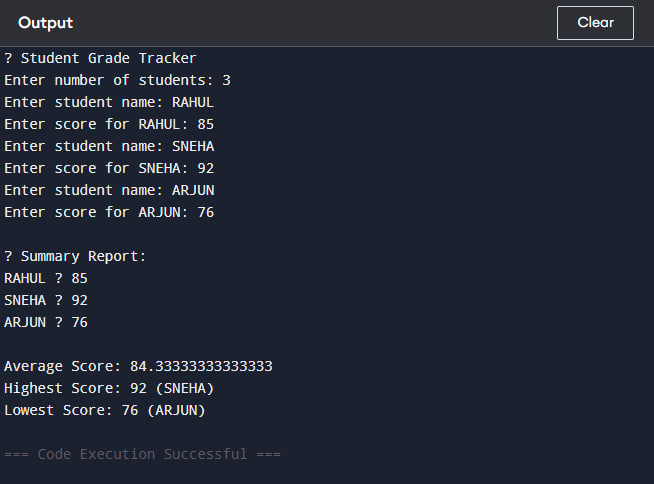 Output
Clear
? Student Grade Tracker
Enter number of students: 3
Enter student name: RAHUL
Enter score for RAHUL: 85
Enter student name: SNEHA
Enter score for SNEHA: 92
Enter student name: ARJUN
Enter score for ARJUN: 76
? Summary Report:
RAHUL ? 85
SNEHA ? 92
ARJUN ? 76
Average Score: 84.33333333333333
Highest Score: 92 (SNEHA)
Lowest Score: 76 (ARJUN)
=== Code Execution Successful ===